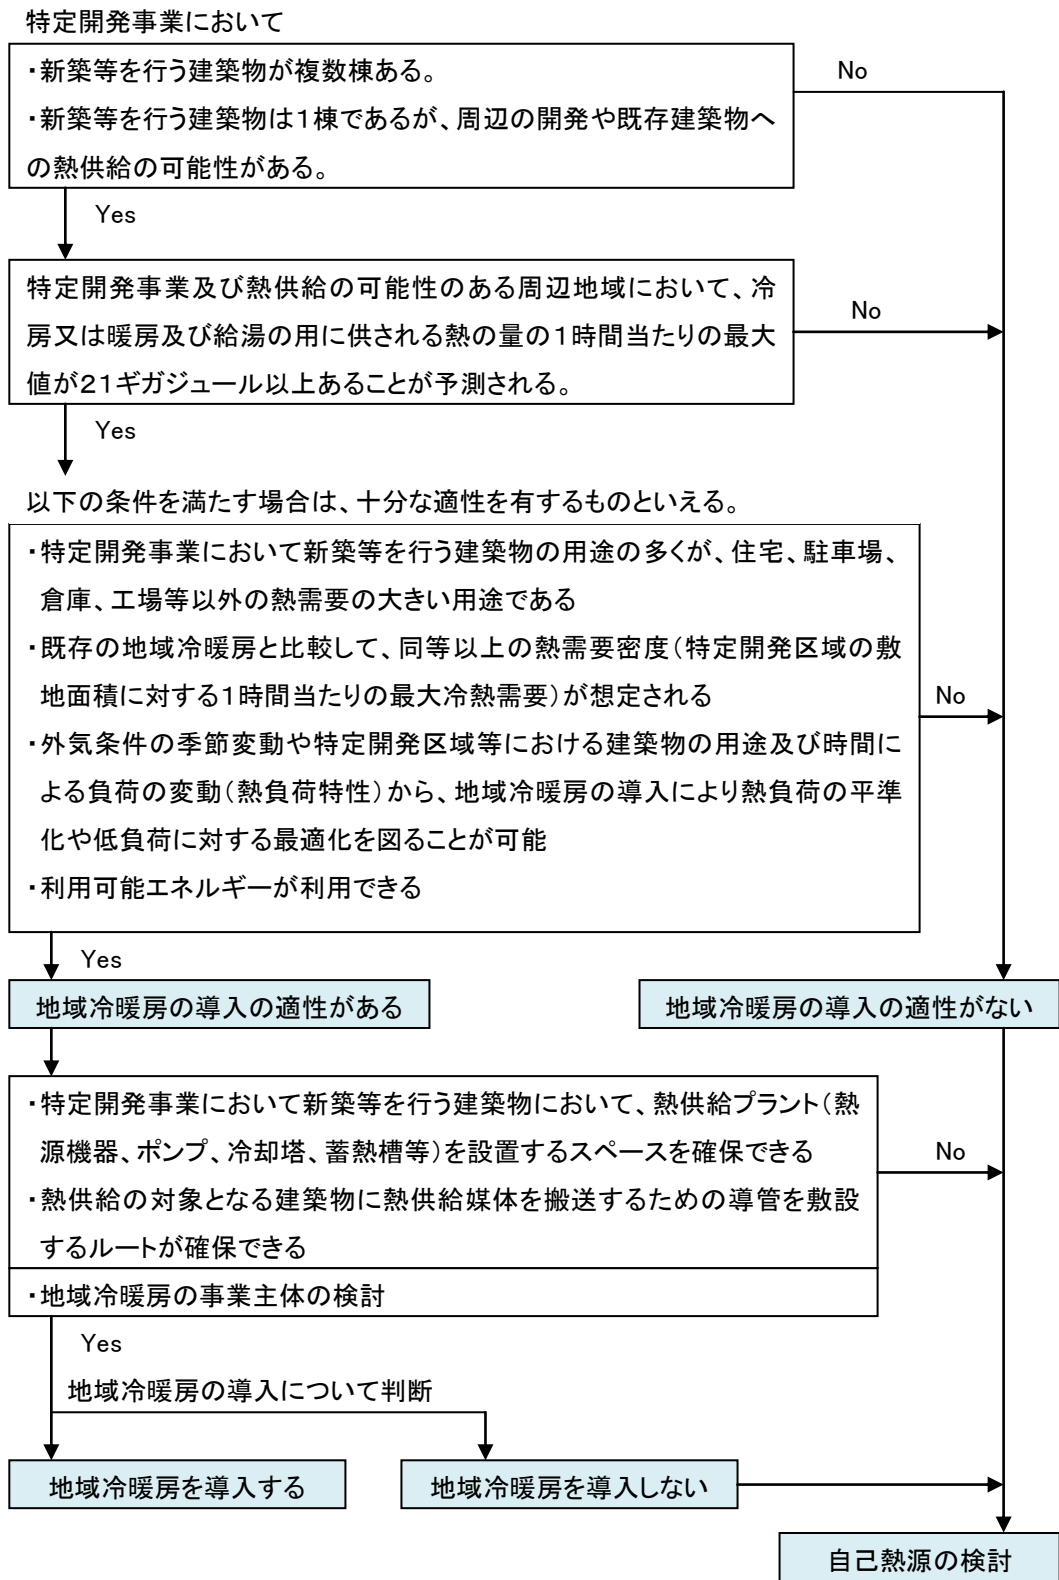 特定開発事業において
・新築等を行う建築物が複数棟ある。
No
・新築等を行う建築物は１棟であるが、周辺の開発や既存建築物へ
の熱供給の可能性がある。
Yes
特定開発事業及び熱供給の可能性のある周辺地域において、冷
房又は暖房及び給湯の用に供される熱の量の１時間当たりの最大
値が２１ギガジュール以上あることが予測される。
No
Yes
以下の条件を満たす場合は、十分な適性を有するものといえる。
・特定開発事業において新築等を行う建築物の用途の多くが、住宅、駐車場、
倉庫、工場等以外の熱需要の大きい用途である
・既存の地域冷暖房と比較して、同等以上の熱需要密度（特定開発区域の敷
地面積に対する１時間当たりの最大冷熱需要）が想定される
No
・外気条件の季節変動や特定開発区域等における建築物の用途及び時間に
よる負荷の変動（熱負荷特性）から、地域冷暖房の導入により熱負荷の平準
化や低負荷に対する最適化を図ることが可能
・利用可能エネルギーが利用できる
Yes
地域冷暖房の導入の適性がある
地域冷暖房の導入の適性がない
・特定開発事業において新築等を行う建築物において、熱供給プラント（熱
源機器、ポンプ、冷却塔、蓄熱槽等）を設置するスペースを確保できる
No
・熱供給の対象となる建築物に熱供給媒体を搬送するための導管を敷設
するルートが確保できる
・地域冷暖房の事業主体の検討
Yes
地域冷暖房の導入について判断
地域冷暖房を導入する
地域冷暖房を導入しない
自己熱源の検討